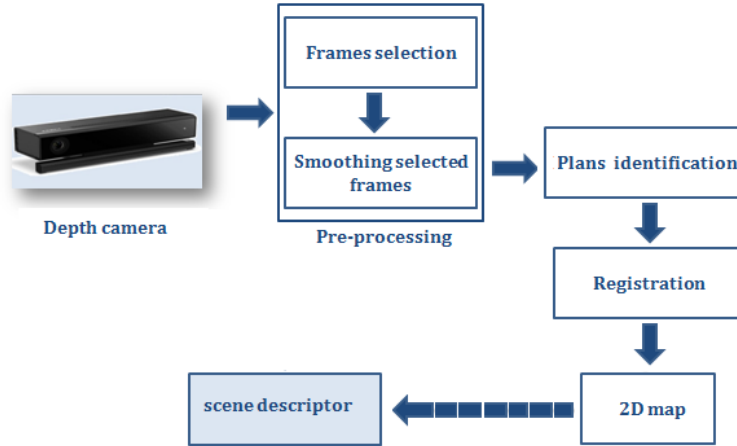 Frames selection
Smoothing selected
frames
Pre-processing
Depth camera
Plans identification
Registration
2D map
scene descriptor